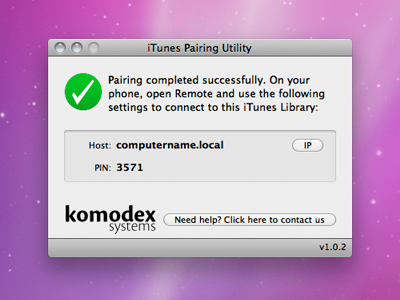 iTunes Pairing Utility
Pairing completed successfully. On your
phone, open Remote and use the following
settings to connect to this iTunes Library:
Host: computername.local
IP
PIN: 3571
komodex
systems
Need help? Click here to contact us
v1.0.2